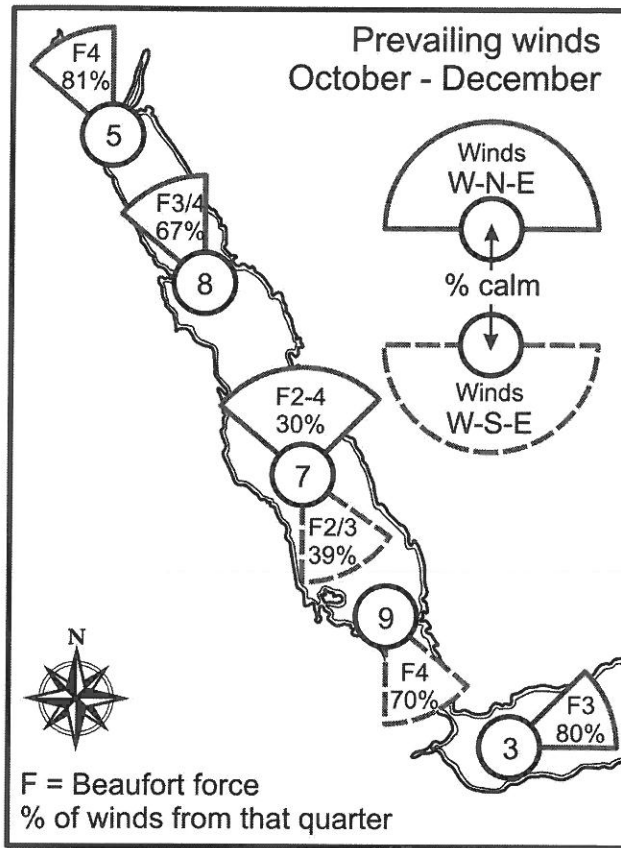 Prevailing winds
October - December
F4
81%
5
Winds
W-N-E
F3/4
67%
8
% calm
Winds
W-S-E
F2-4
30%
7
F2/3
39%
9
F4
70%
N
F3
80%
3
F = Beaufort force
% of winds from that quarter